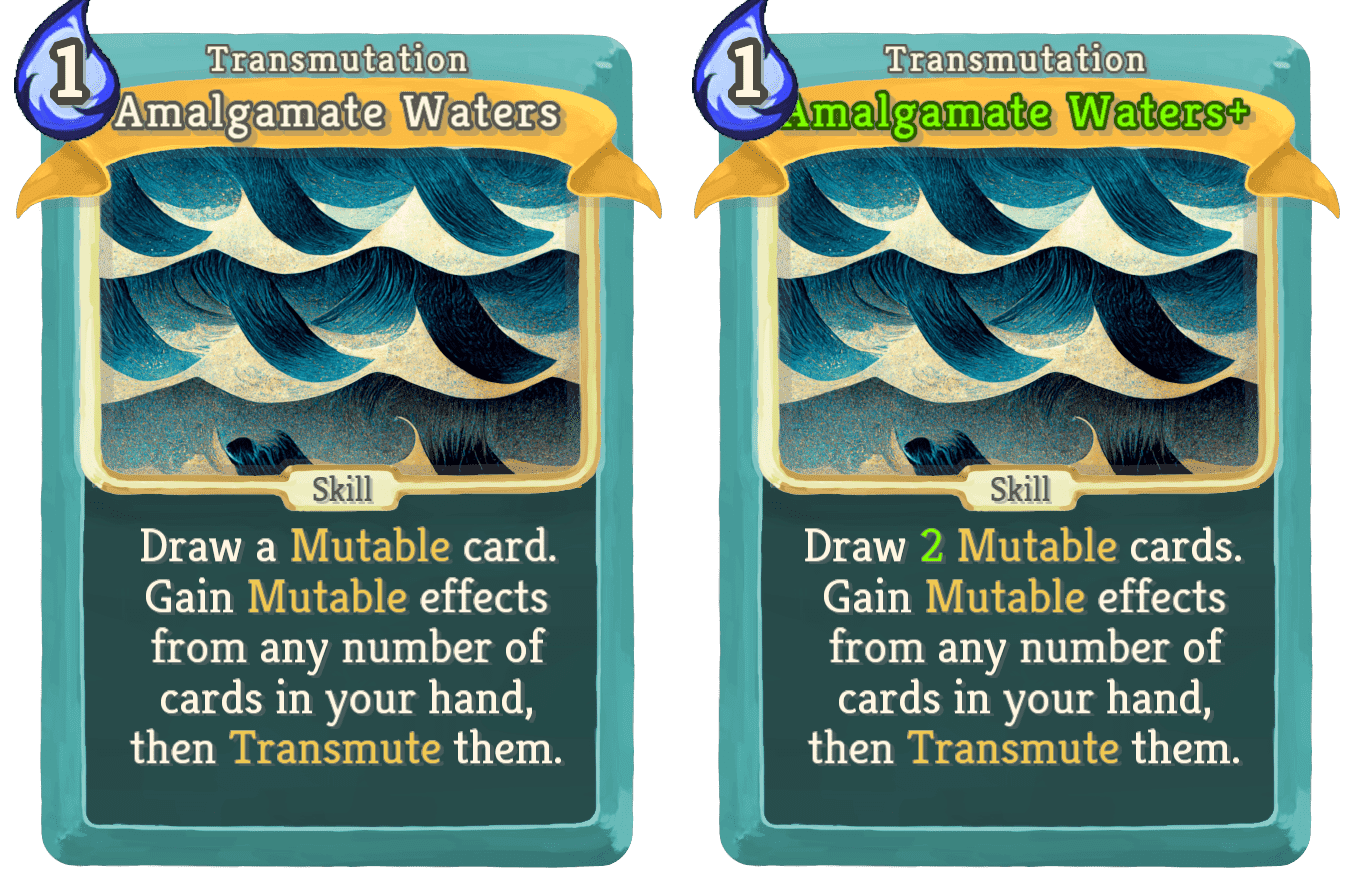 1
Transmutation
Amalgamate Waters
Skill
Draw a Mutable card.
Gain Mutable effects
from any number of
cards in your hand,
then Transmute them.
1
Transmutation
Amalgamate Waters+
Skill
Draw 2 Mutable cards.
Gain Mutable effects
from any number of
cards in your hand,
then Transmute them.